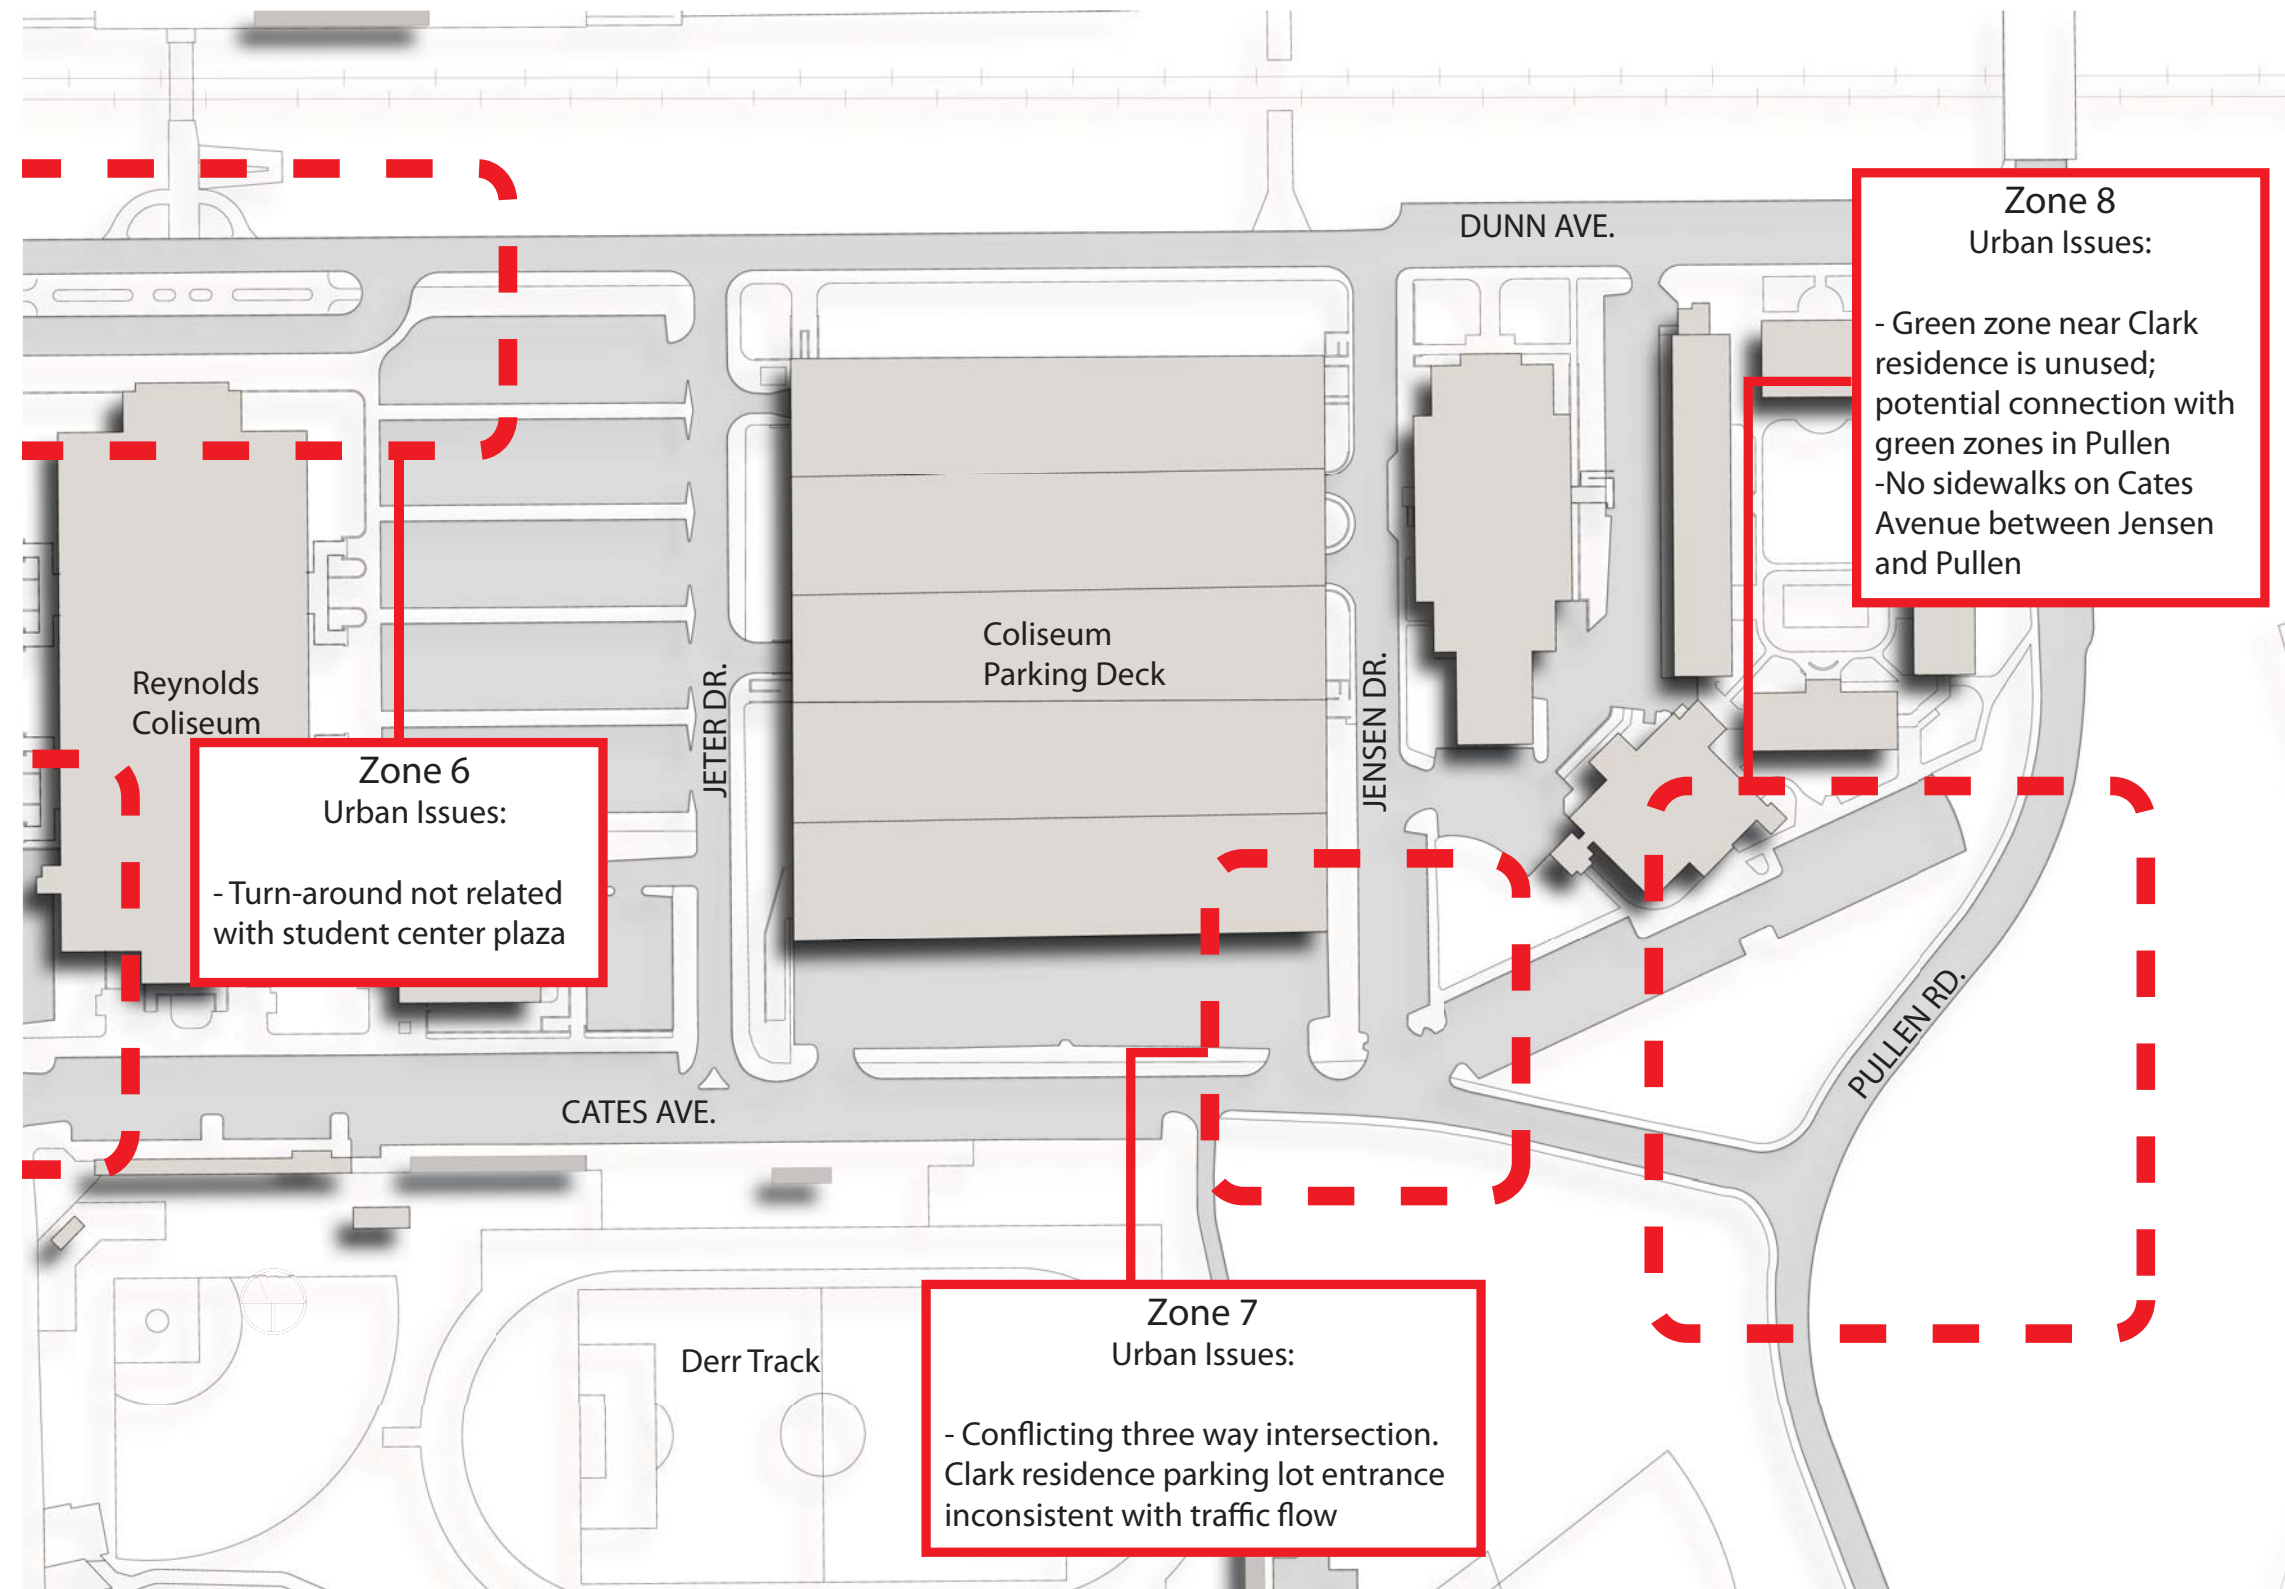 DUNN AVE.
Zone 8
Urban Issues:
- Green zone near Clark
residence is unused;
potential connection with
green zones in Pullen
-No sidewalks on Cates
Avenue between Jensen
and Pullen
Reynolds
Coliseum
JETER DR.
Coliseum
Parking Deck
JENSEN DR.
Zone 6
Urban Issues:
- Turn-around not related
with student center plaza
PULLEN RD.
CATES AVE.
Derr Track
Zone 7
Urban Issues:
- Conflicting three way intersection.
Clark residence parking lot entrance
inconsistent with traffic flow